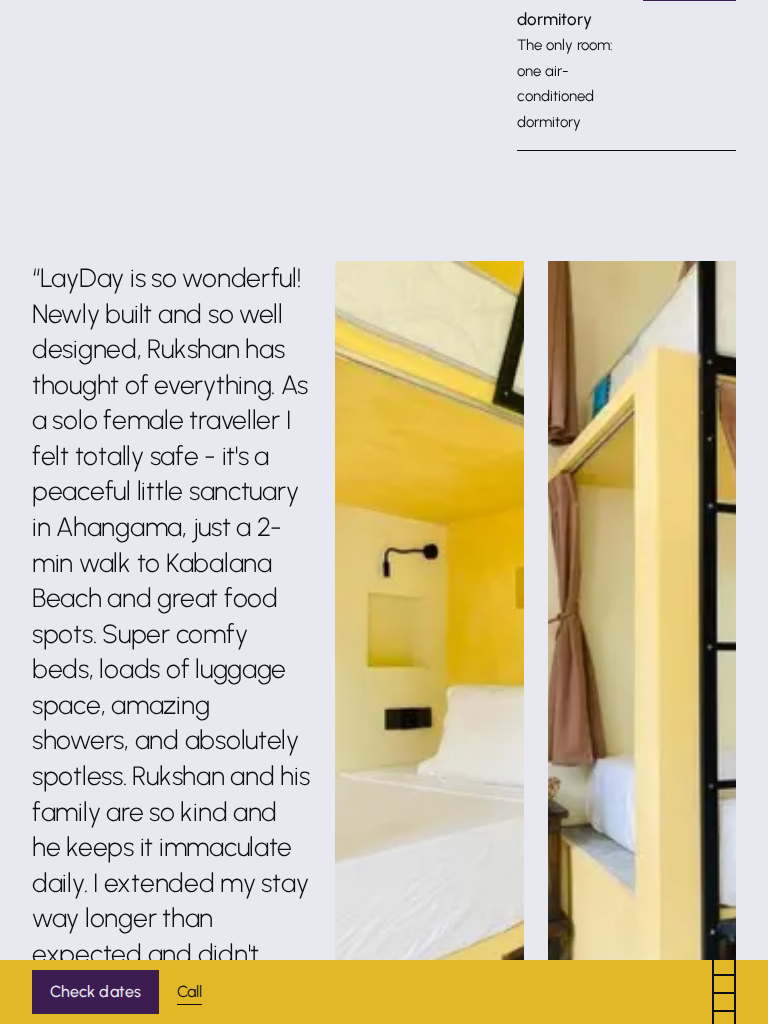 dormitory
The only room:
one air-
conditioned
dormitory
“LayDay is so wonderful!
Newly built and so well
designed, Rukshan has
thought of everything. As
a solo female traveller I
felt totally safe - it's a
peaceful little sanctuary
in Ahangama, just a 2-
min walk to Kabalana
Beach and great food
spots. Super comfy
beds, loads of luggage
space, amazing
showers, and absolutely
spotless. Rukshan and his
family are so kind and
he keeps it immaculate
daily. I extended my stay
way longer than
expected and didn't
Check dates
Call